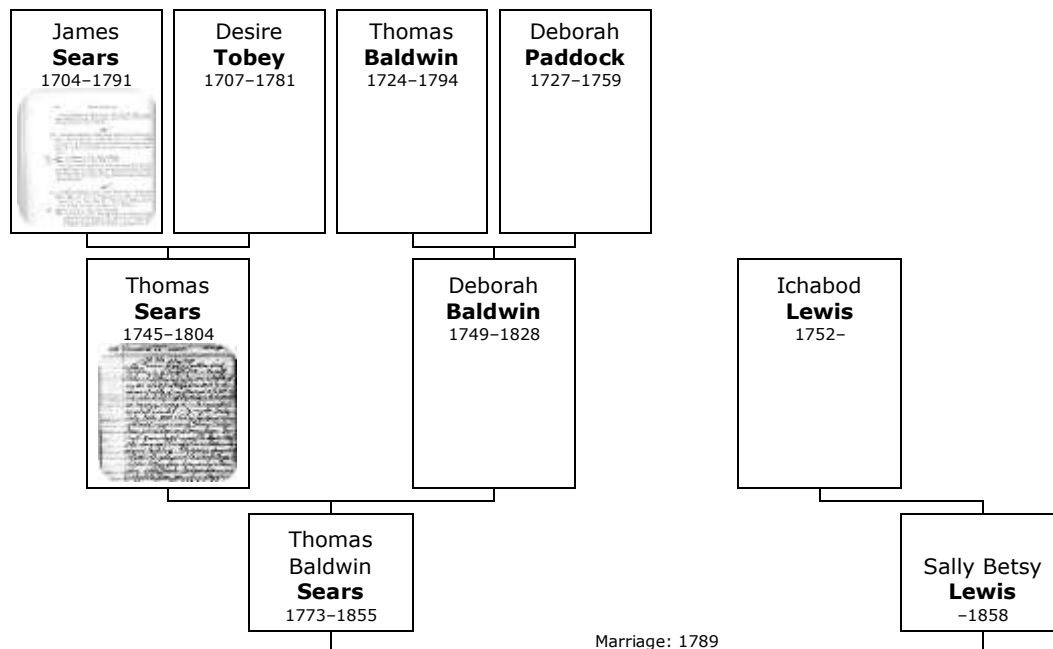 James
Sears
1704–1791
Desire
Tobey
1707–1781
Thomas
Baldwin
1724–1794
Deborah
Paddock
1727–1759
Thomas
Sears
1745–1804
Deborah
Baldwin
1749–1828
Ichabod
Lewis
1752–
Thomas
Baldwin
Sears
1773–1855
Sally Betsy
Lewis
–1858
Marriage: 1789